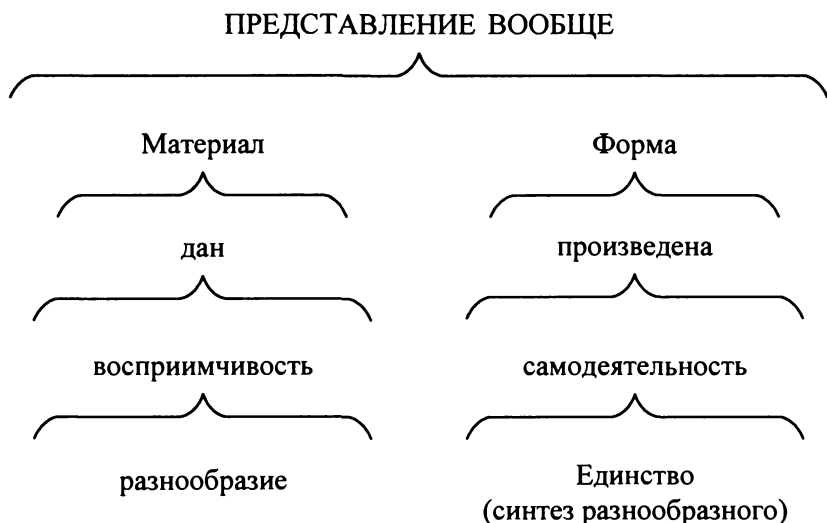 ПРЕДСТАВЛЕНИЕ ВООБЩЕ
Материал
Форма
дан
произведена
восприимчивость
самодеятельность
разнообразие
Единство
(синтез разнообразного)